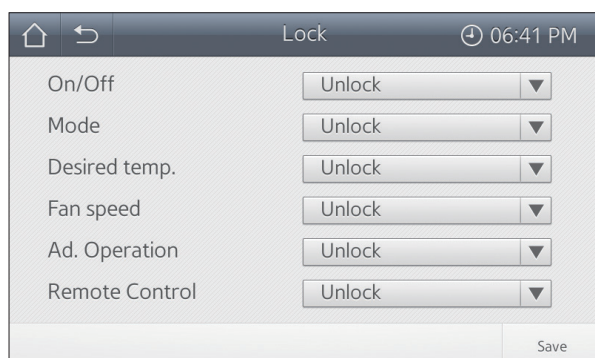 Lock 06:41 PM
On/Off Unlock
Mode Unlock
Desired temp. Unlock
Fan speed Unlock
Ad. Operation Unlock
Remote Control Unlock
Save